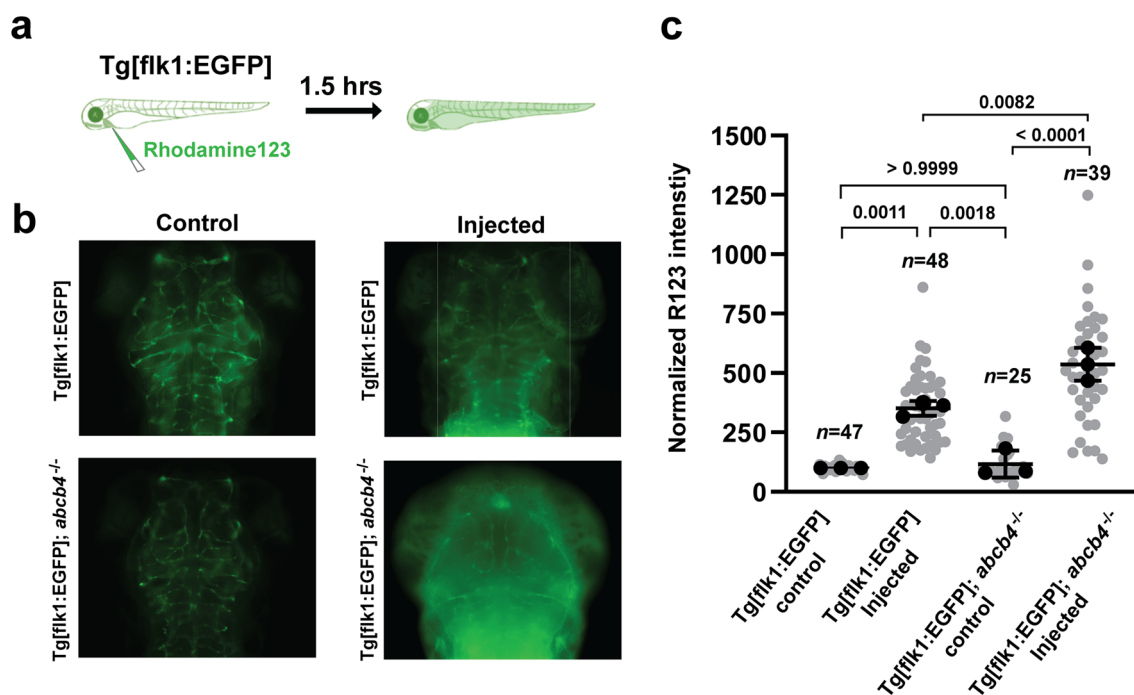 a
Tg[flk1:EGFP]
1.5 hrs
Rhodamine123
b
Control
Injected
Tg[flk1:EGFP]
Tg[flk1:EGFP]
Tg[flk1:EGFP]; abcb4-/-
Tg[flk1:EGFP]; abcb4-/-
c
Normalized R123 intenstiy
1500
1250
1000
750
500
250
0
0.0082
< 0.0001
> 0.9999
0.0011
0.0018
n=39
n=48
n=25
n=47
Tg[flk1:EGFP]
control
Tg[flk1:EGFP]
Injected
Tg[flk1:EGFP]; abcb4-/-
control
Tg[flk1:EGFP]; abcb4-/-
Injected